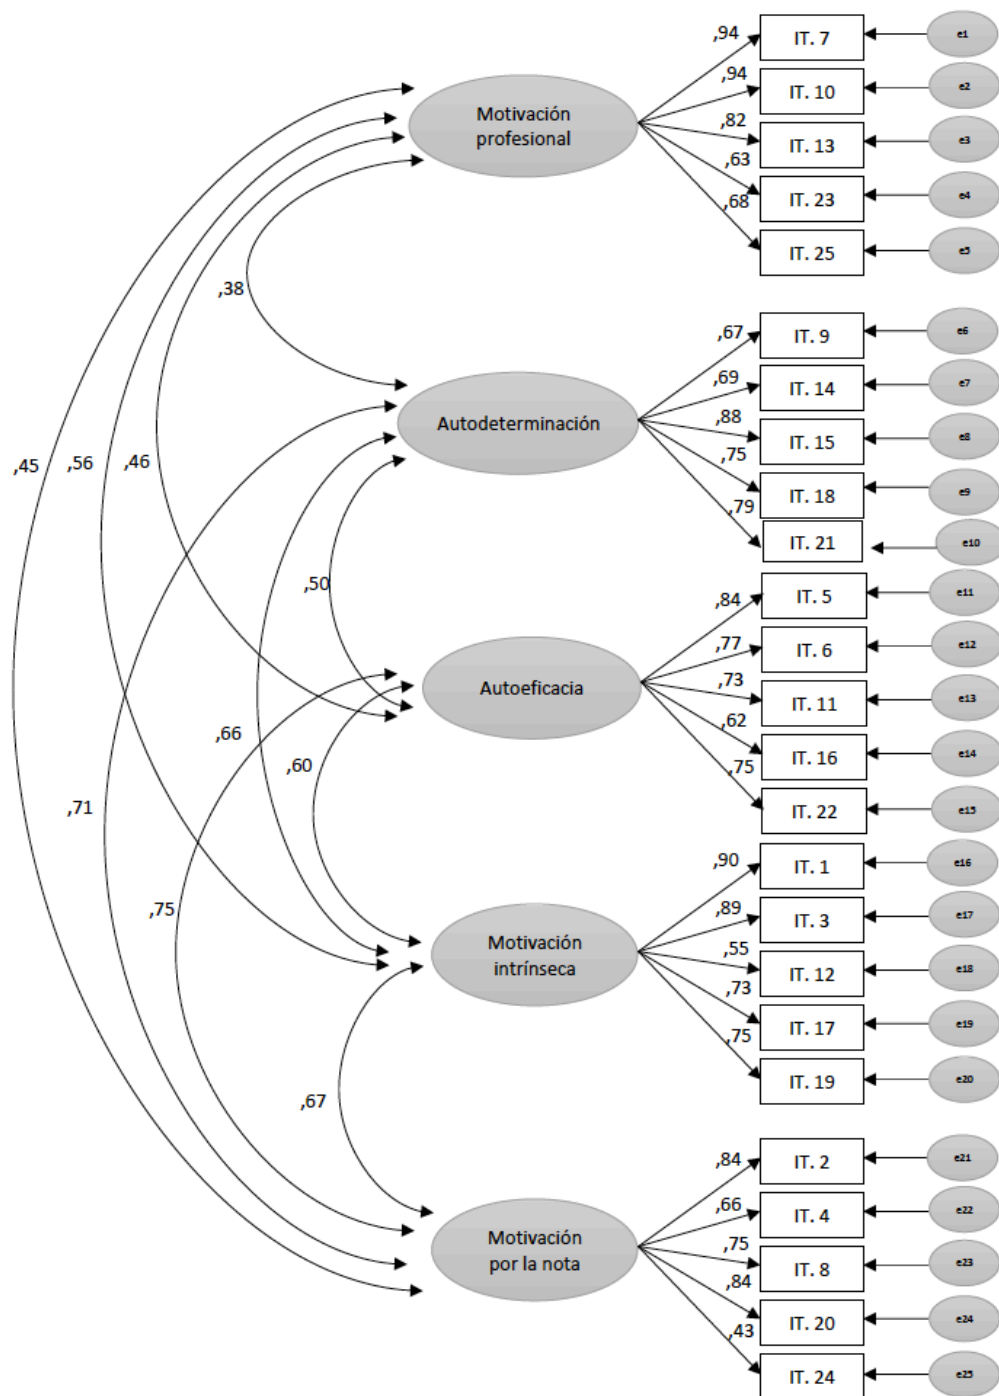 ,94
IT. 7
e1
,94
IT. 10
e2
Motivación
profesional
,82
IT. 13
e3
,63
IT. 23
e4
,68
IT. 25
e5
,38
,67
IT. 9
e6
,69
IT. 14
e7
Autodeterminación
,88
IT. 15
e8
,45
,56
,46
,75
IT. 18
e9
,79
IT. 21
e10
,50
,84
IT. 5
e11
,77
IT. 6
e12
Autoeficacia
,73
IT. 11
e13
,62
IT. 16
e14
,66
,60
,75
IT. 22
e15
,71
,90
IT. 1
e16
,75
,89
IT. 3
e17
Motivación
intrínseca
,55
IT. 12
e18
,73
IT. 17
e19
,75
IT. 19
e20
,67
,84
IT. 2
e21
,66
IT. 4
e22
Motivación
por la nota
,75
IT. 8
e23
,84
IT. 20
e24
,43
IT. 24
e25